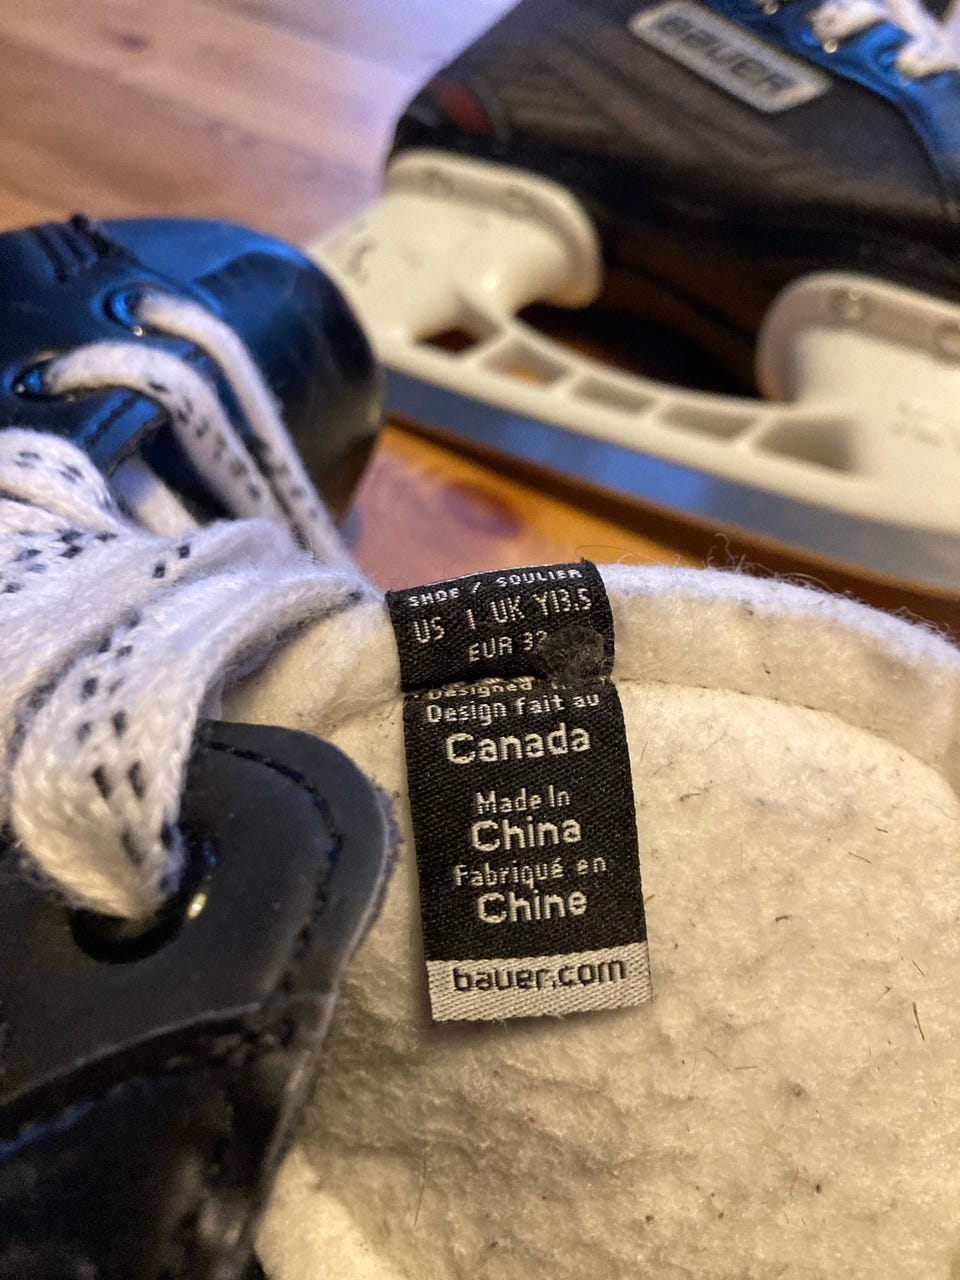 BAUER
SHOE / SOULIER
US 1 UK Y13.5
EUR
Designed
Design fait au
Canada
Made In
China
Fabriqué en
Chine
bauer.com